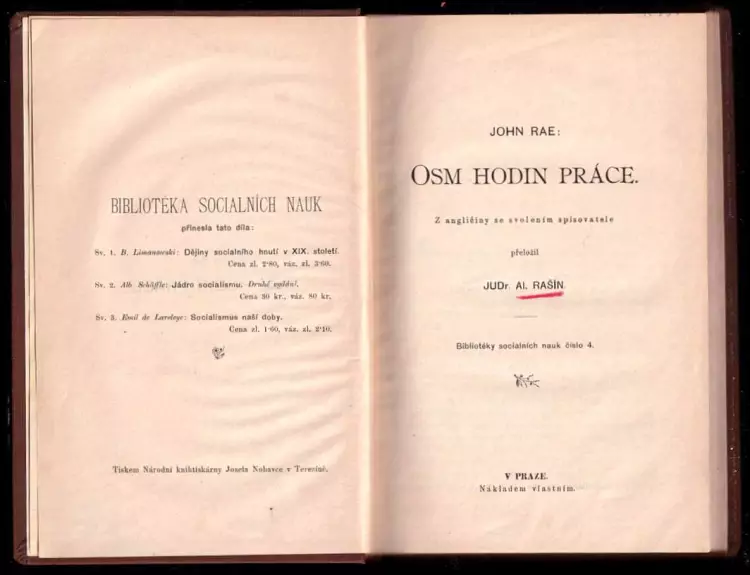 BIBLIOTÉKA SOCIALNÍCH NAUK
přinesla tato díla:
Sv. 1. B. Limanowski: Dějiny socialního hnutí v XIX. století.
Cena zl. 2·80, váz. zl. 3·60.
Sv. 2. Alb Schäffle: Jádro socialismu. Druhé vydání.
Cena 30 kr., váz. 80 kr.
Sv. 3. Emil de Laveleye: Socialismus naší doby.
Cena zl. 1·60, váz. zl. 2·10.
Tiskem Národní knihtiskárny Josefa Nohavce v Terezíně.
JOHN RAE:
OSM HODIN PRÁCE.
Z angličiny se svolením spisovatele
přeložil
JUDr. Al. RAŠÍN.
Bibliotéky socialních nauk číslo 4.
V PRAZE.
Nákladem vlastním.